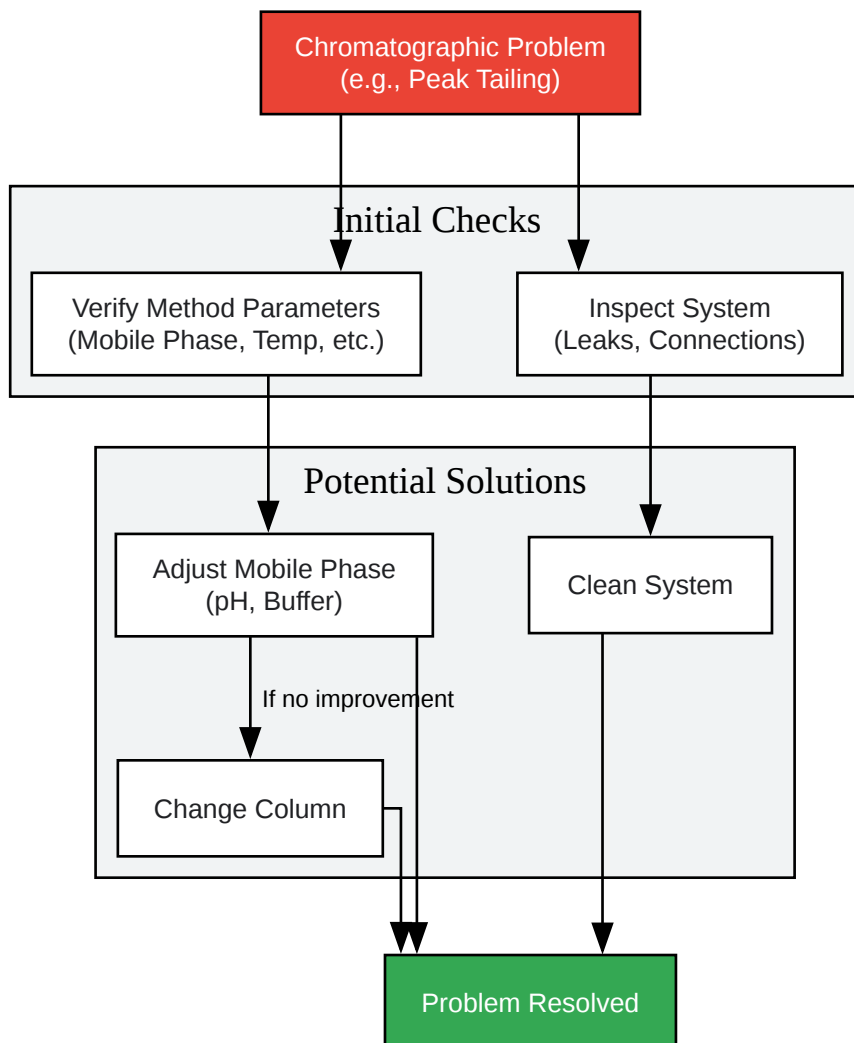 Chromatographic Problem
(e.g., Peak Tailing)
Initial Checks
Verify Method Parameters
(Mobile Phase, Temp, etc.)
Inspect System
(Leaks, Connections)
Potential Solutions
Adjust Mobile Phase
(pH, Buffer)
Clean System
If no improvement
Change Column
Problem Resolved